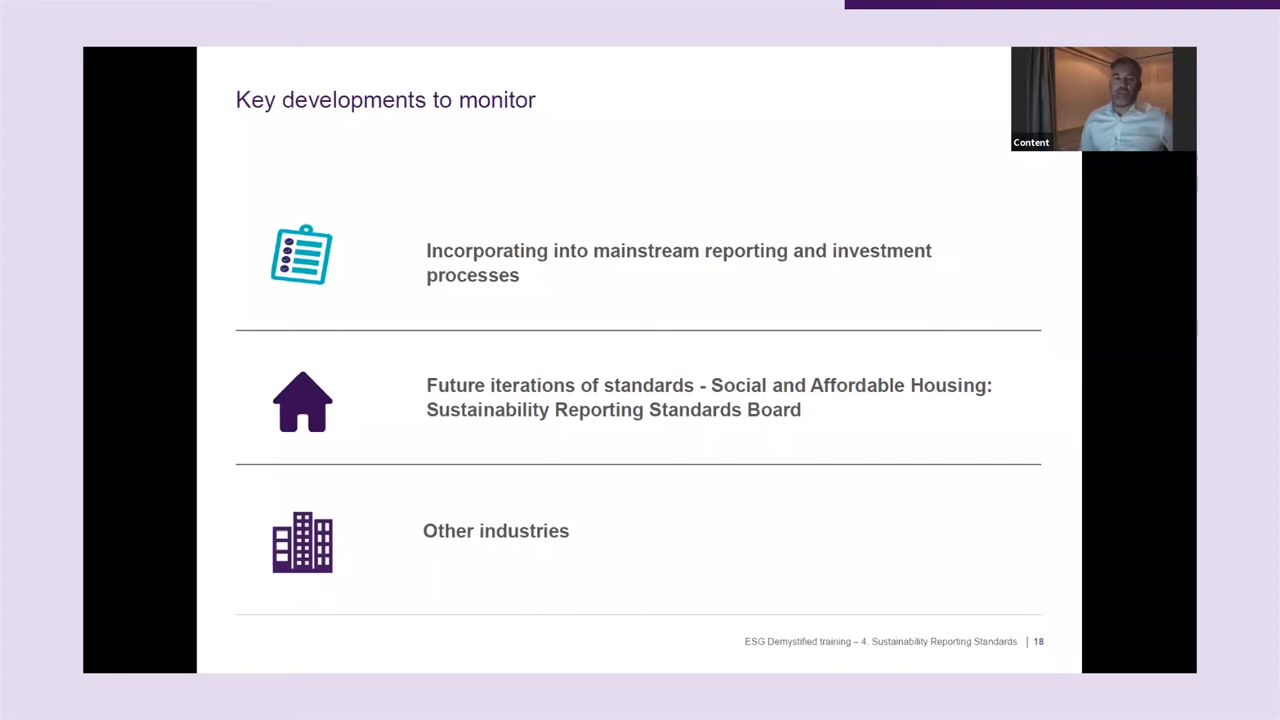 Key developments to monitor
Content
Incorporating into mainstream reporting and investment
processes
Future iterations of standards - Social and Affordable Housing:
Sustainability Reporting Standards Board
Other industries
ESG Demystified training – 4. Sustainability Reporting Standards | 18